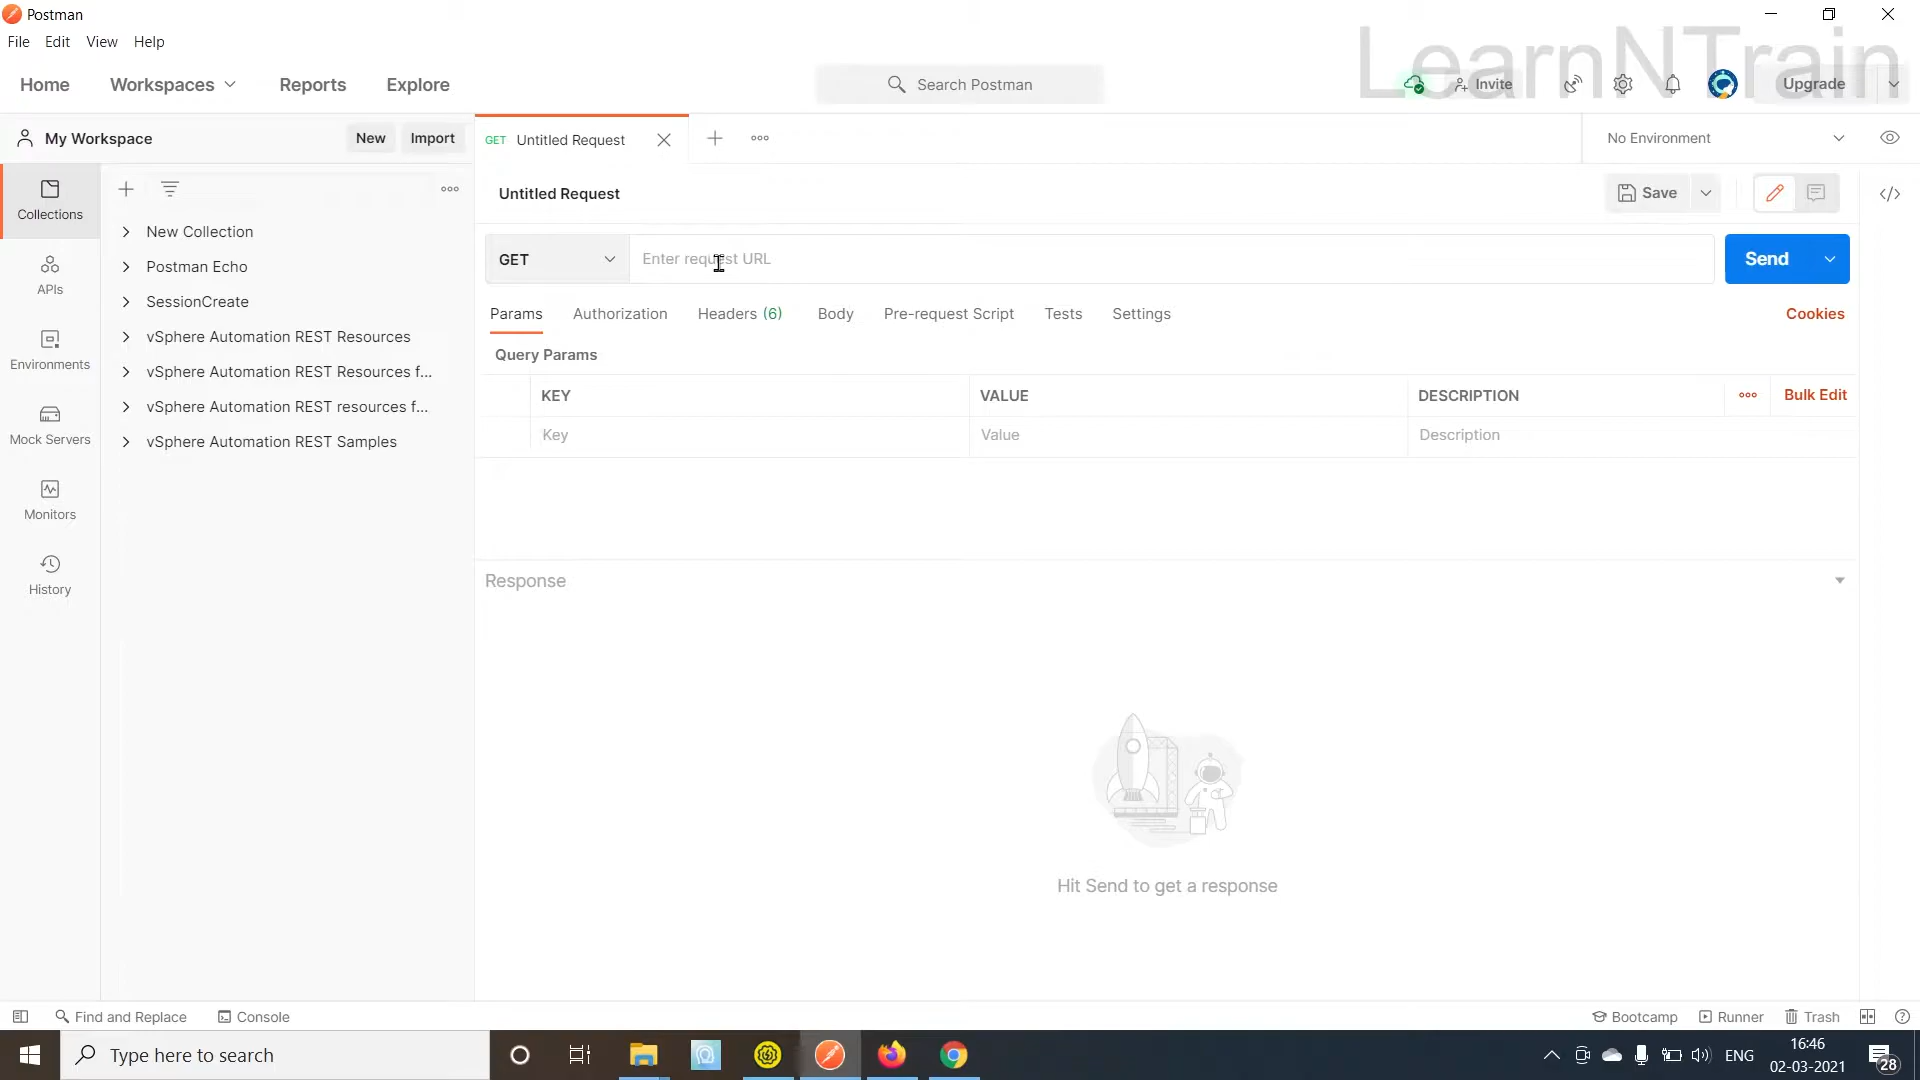 Postman
File Edit View Help
LearnNTrain
Home Workspaces Reports Explore Search Postman Invite Upgrade
My Workspace New Import GET Untitled Request No Environment
Untitled Request Save
Collections
APIs
Environments
Mock Servers
Monitors
History
New Collection
Postman Echo
SessionCreate
vSphere Automation REST Resources
vSphere Automation REST Resources f...
vSphere Automation REST resources f...
vSphere Automation REST Samples
GET Enter request URL Send
Params Authorization Headers (6) Body Pre-request Script Tests Settings Cookies
Query Params
KEY VALUE DESCRIPTION Bulk Edit
Key Value Description
Response
Hit Send to get a response
Find and Replace Console Bootcamp Runner Trash
Type here to search ENG 16:46
02-03-2021 28